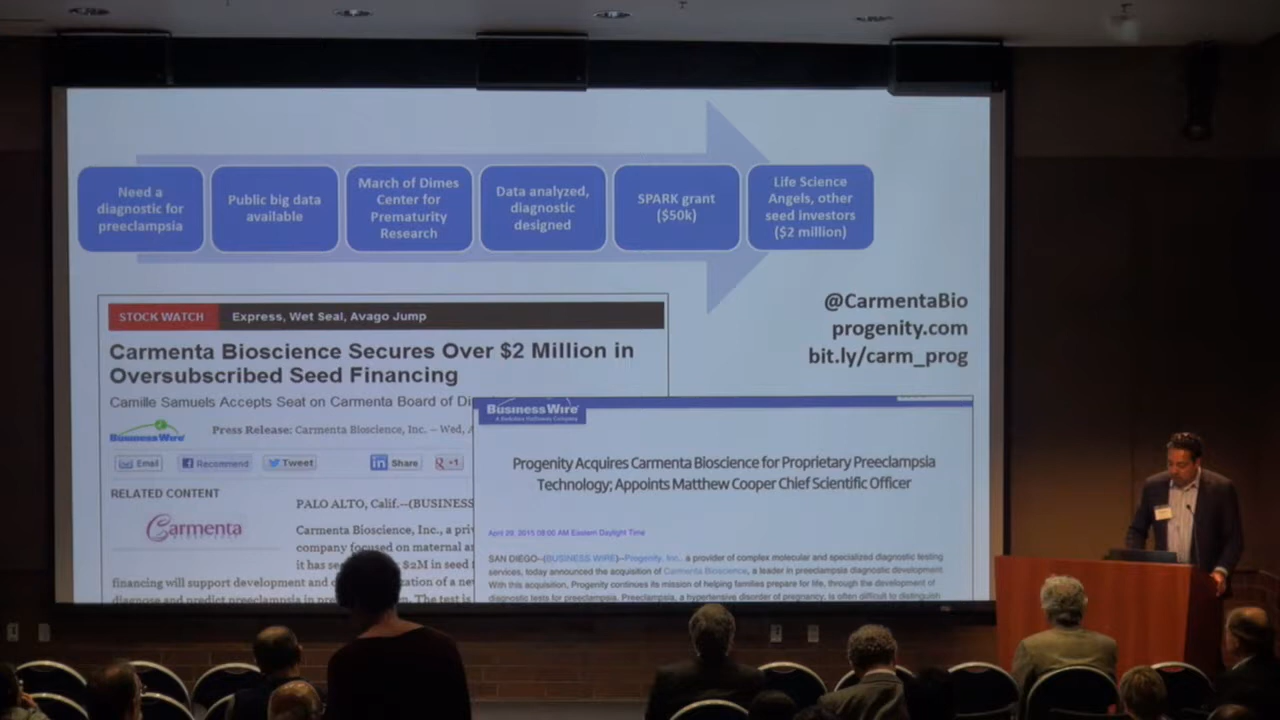 Need a
diagnostic for
preeclampsia
Public big data
available
March of Dimes
Center for
Prematurity
Research
Data analyzed,
diagnostic
designed
SPARK grant
($50k)
Life Science
Angels, other
seed investors
($2 million)
@CarmentaBio
progenity.com
bit.ly/carm_prog
STOCK WATCH Express, Wet Seal, Avago Jump
Carmenta Bioscience Secures Over $2 Million in
Oversubscribed Seed Financing
Camille Samuels Accepts Seat on Carmenta Board of Di
BusinessWire
Press Release: Carmenta Bioscience, Inc. – Wed,
Email Recommend Tweet Share +1
RELATED CONTENT
Carmenta
PALO ALTO, Calif.--(BUSINESS
Carmenta Bioscience, Inc., a pri
company focused on maternal a
it has se $2M in seed
financing will support development and zation of a ne
diagnose and predict preeclampsia in pre The test is
BusinessWire
A Berkshire Hathaway Company
Progenity Acquires Carmenta Bioscience for Proprietary Preeclampsia
Technology; Appoints Matthew Cooper Chief Scientific Officer
April 29, 2015 08:00 AM Eastern Daylight Time
SAN DIEGO--(BUSINESS WIRE)--Progenity, Inc., a provider of complex molecular and specialized diagnostic testing
services, today announced the acquisition of Carmenta Bioscience, a leader in preeclampsia diagnostic development.
With this acquisition, Progenity continues its mission of helping families prepare for life, through the development of
diagnostic tests for preeclampsia. Preeclampsia, a hypertensive disorder of pregnancy, is often difficult to distinguish